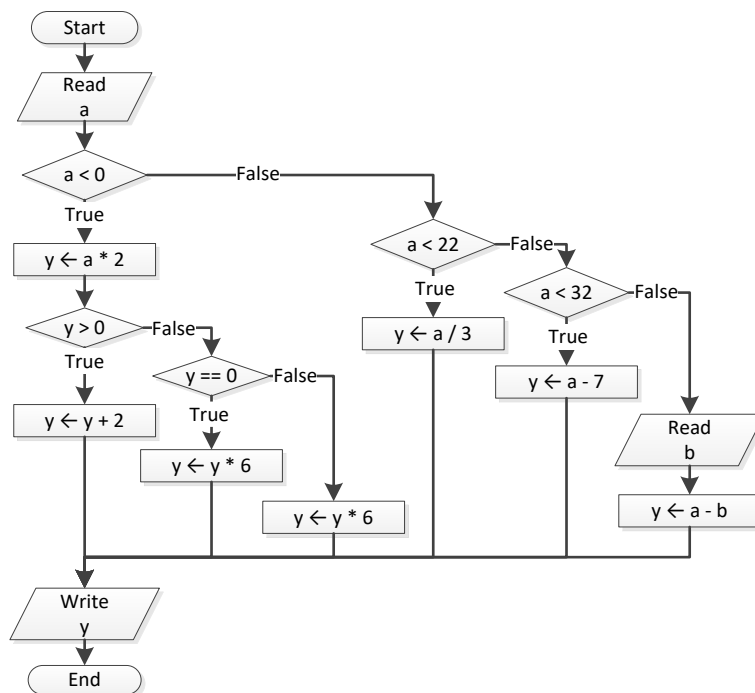 Start
Read
a
a < 0
False
True
a < 22
False
y ← a * 2
a < 32
False
True
y > 0
False
True
y ← a / 3
True
y == 0
False
y ← a - 7
y ← y + 2
True
Read
b
y ← y * 6
y ← y * 6
y ← a - b
Write
y
End